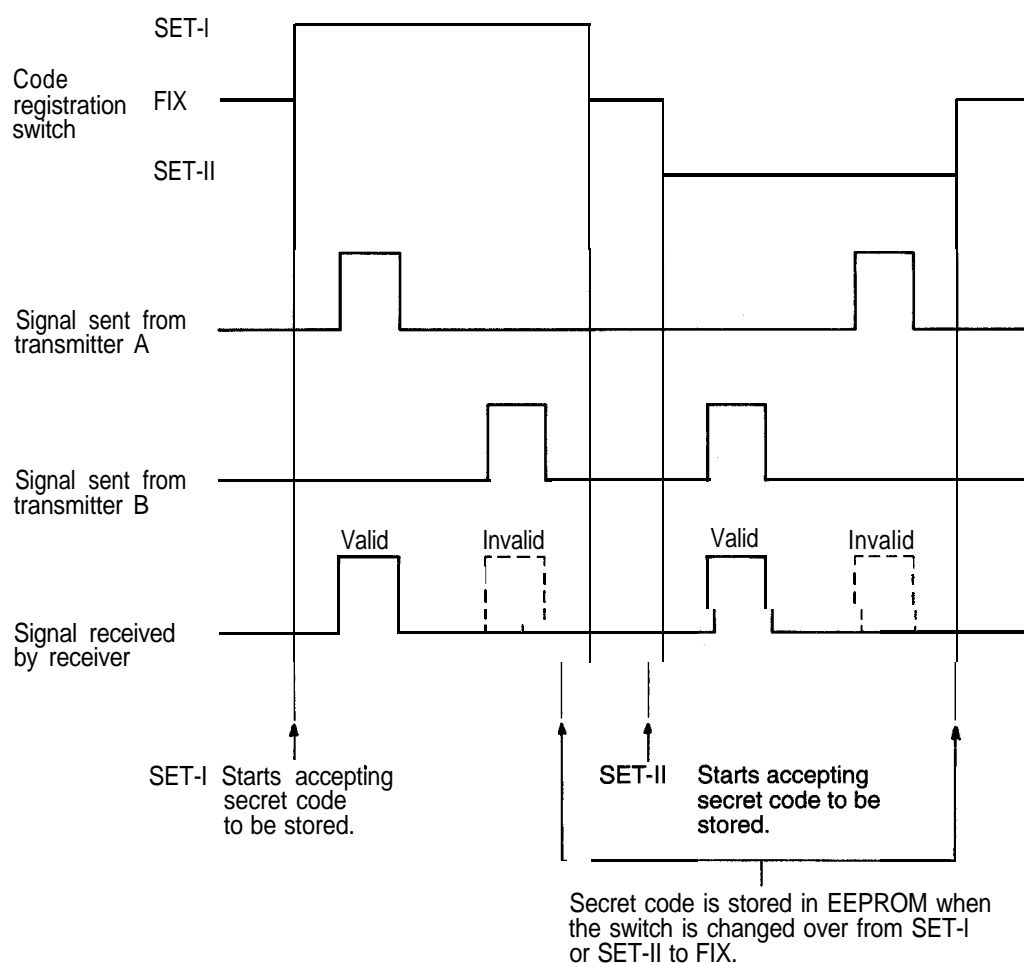 SET-I
Code
registration
switch
FIX
SET-II
Signal sent from
transmitter A
Signal sent from
transmitter B
Valid
Invalid
Valid
Invalid
Signal received
by receiver
SET-I Starts accepting
secret code
to be stored.
SET-II Starts accepting
secret code to be
stored.
Secret code is stored in EEPROM when
the switch is changed over from SET-I
or SET-II to FIX.